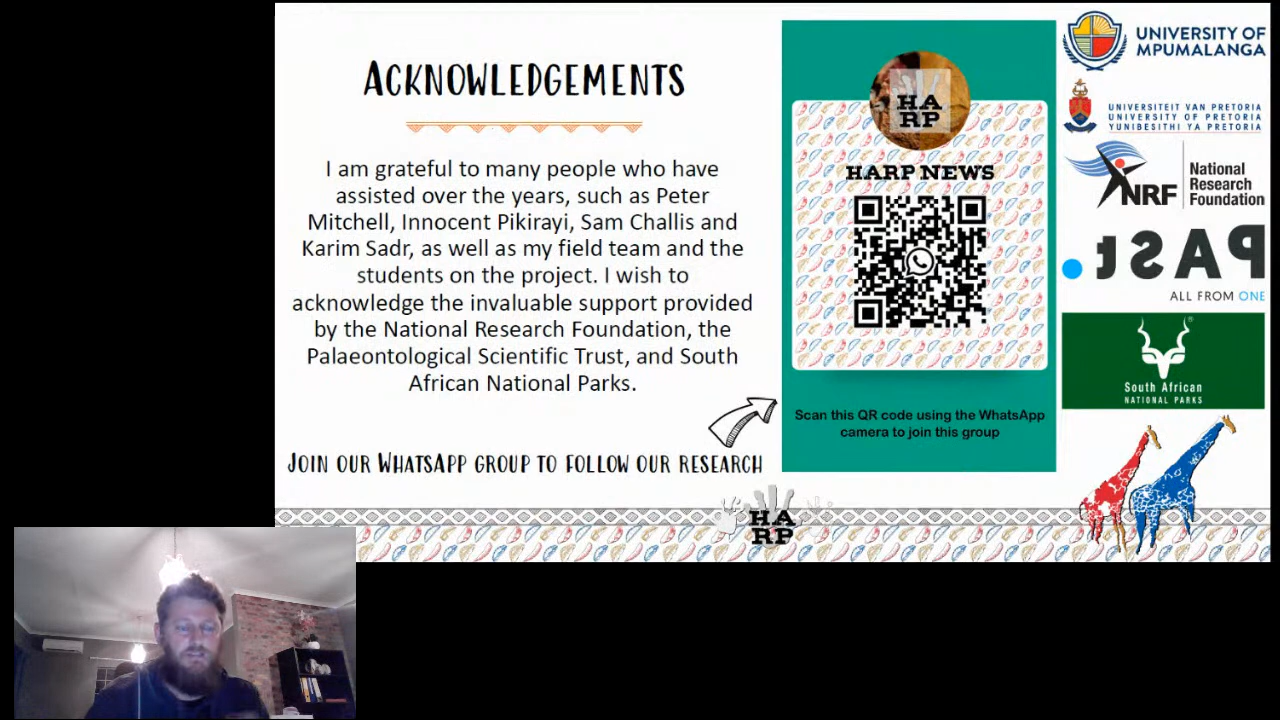 ACKNOWLEDGEMENTS
I am grateful to many people who have
assisted over the years, such as Peter
Mitchell, Innocent Pikirayi, Sam Challis and
Karim Sadr, as well as my field team and the
students on the project. I wish to
acknowledge the invaluable support provided
by the National Research Foundation, the
Palaeontological Scientific Trust, and South
African National Parks.
JOIN OUR WHATSAPP GROUP TO FOLLOW OUR RESEARCH
HA
RP
HARP NEWS
Scan this QR code using the WhatsApp
camera to join this group
HA
RP
UNIVERSITY OF
MPUMALANGA
UNIVERSITEIT VAN PRETORIA
UNIVERSITY OF PRETORIA
YUNIBESITHI YA PRETORIA
NRF
National
Research
Foundation
PAST
ALL FROM ONE
South African
NATIONAL PARKS